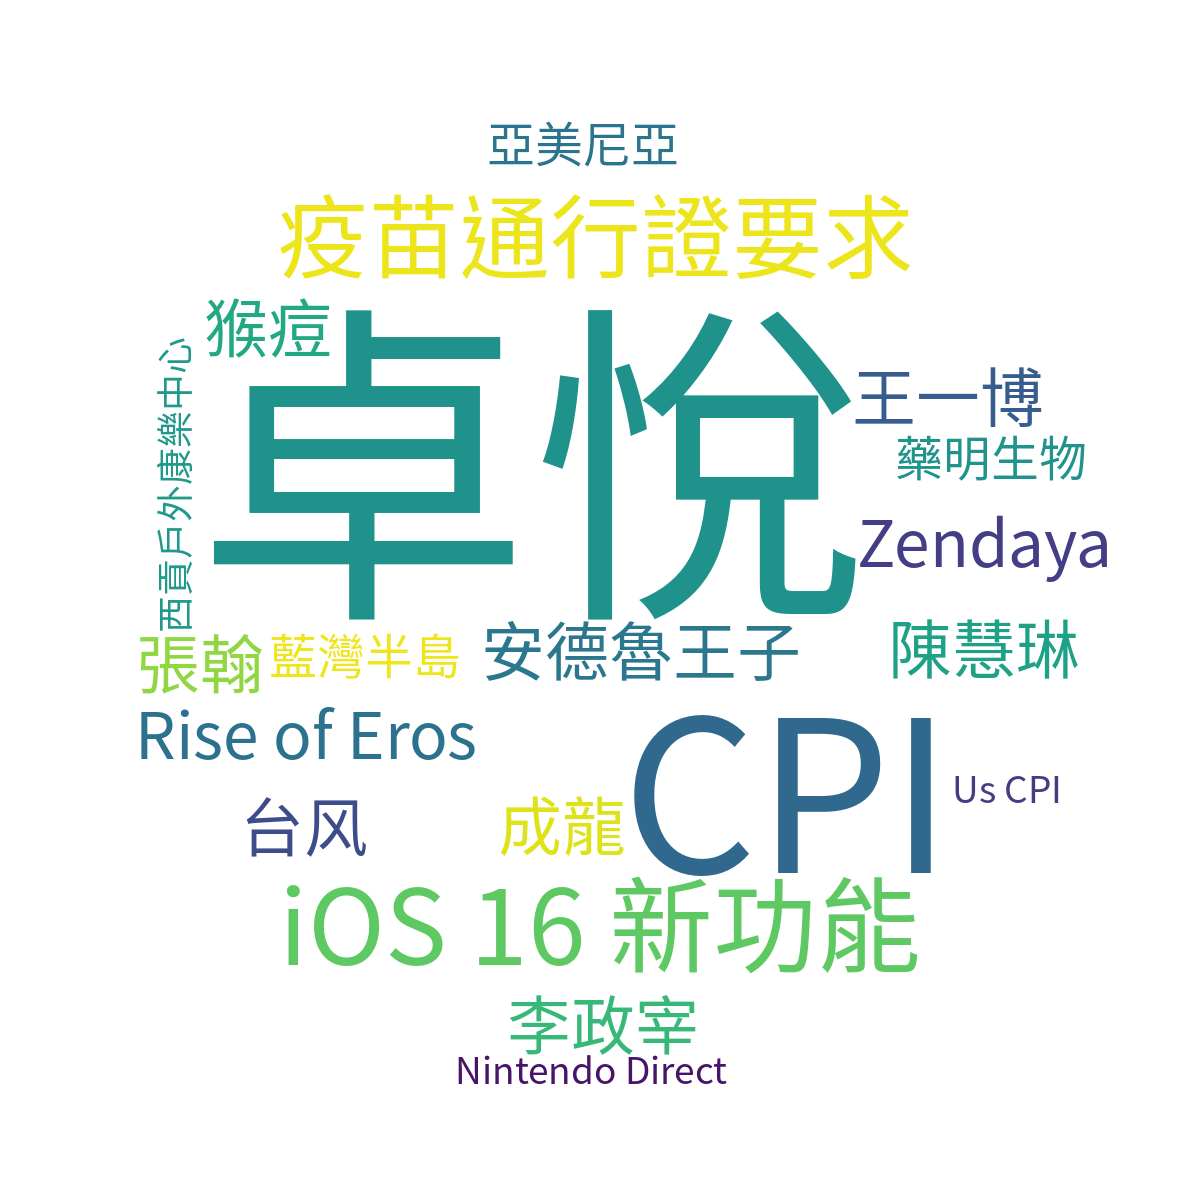 亞美尼亞
疫苗通行證要求
猴痘
卓悅
西貢戶外康樂中心
王一博
藥明生物
Zendaya
張翰
藍灣半島
安德魯王子
陳慧琳
Rise of Eros
CPI
Us CPI
台风
成龍
iOS 16 新功能
李政宰
Nintendo Direct